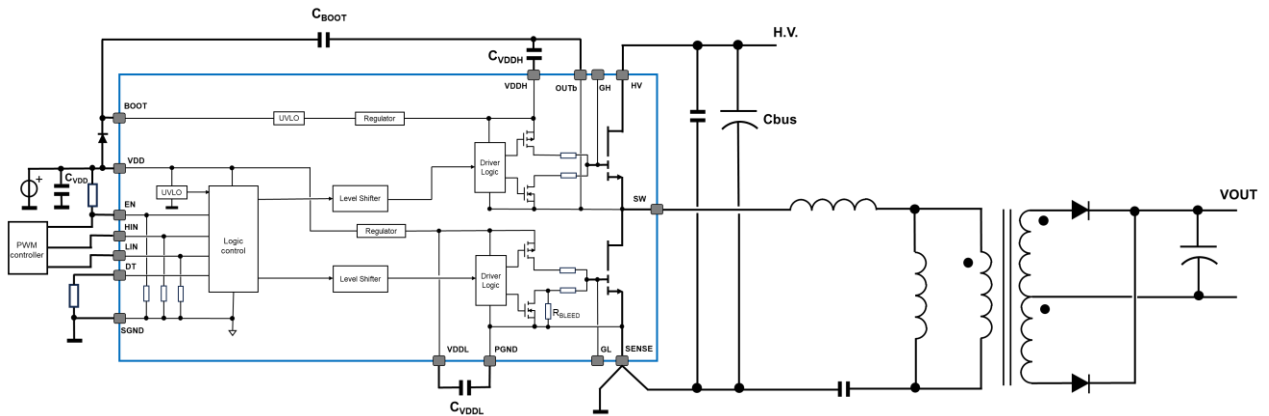 CBOOT
CVDDH
H.V.
VDDH
OUTb
GH
HV
BOOT
UVLO
Regulator
Cbus
VDD
CVDD
+
UVLO
Driver
Logic
Level Shifter
SW
VOUT
EN
HIN
LIN
DT
PWM
controller
Logic
control
Regulator
Level Shifter
Driver
Logic
RBLEED
SGND
VDDL
PGND
GL
SENSE
CVDDL